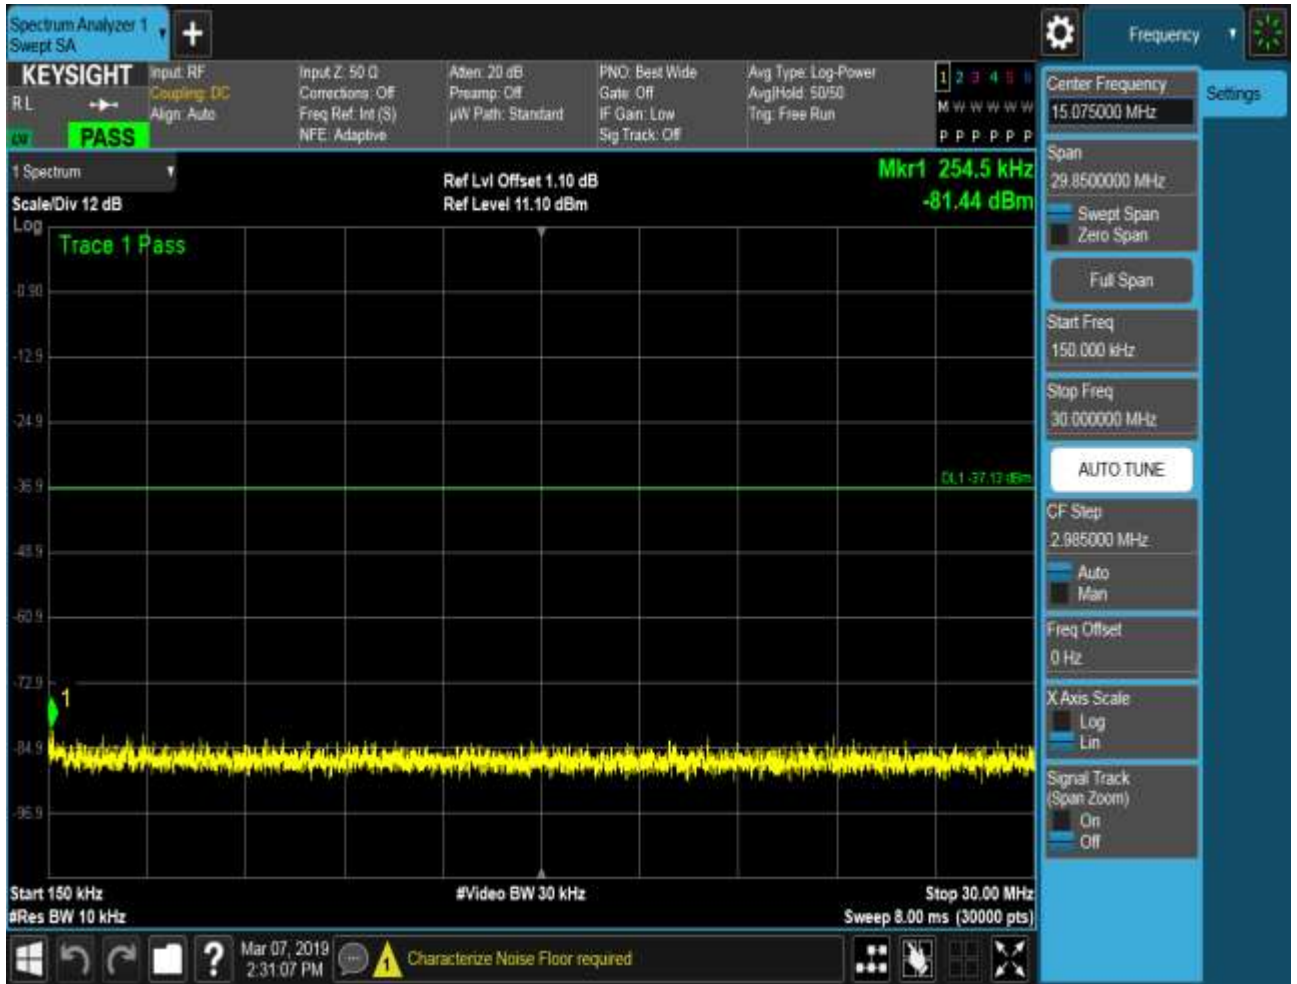 Spectrum Analyzer 1
Swept SA
Frequency
KEYSIGHT
R L
PASS
Input: RF
Coupling: DC
Align: Auto
Input Z: 50 Ω
Corrections: Off
Freq Ref: Int (S)
NFE: Adaptive
Atten: 20 dB
Preamp: Off
µW Path: Standard
PNO: Best Wide
Gate: Off
IF Gain: Low
Sig Track: Off
Avg Type: Log-Power
Avg|Hold: 50/50
Trig: Free Run
1 2 3 4 5 6
M W W W W W
P P P P P P
1 Spectrum
Scale/Div 12 dB
Log
Ref Lvl Offset 1.10 dB
Ref Level 11.10 dBm
Mkr1 254.5 kHz
-81.44 dBm
Trace 1 Pass
-0.90
-12.9
-24.9
-36.9
-48.9
-60.9
-72.9
-84.9
-96.9
DL1 -37.13 dBm
1
Start 150 kHz
#Res BW 10 kHz
#Video BW 30 kHz
Stop 30.00 MHz
Sweep 8.00 ms (30000 pts)
Center Frequency
15.075000 MHz
Settings
Span
29.8500000 MHz
Swept Span
Zero Span
Full Span
Start Freq
150.000 kHz
Stop Freq
30.000000 MHz
AUTO TUNE
CF Step
2.985000 MHz
Auto
Man
Freq Offset
0 Hz
X Axis Scale
Log
Lin
Signal Track
(Span Zoom)
On
Off
?
Mar 07, 2019
2:31:07 PM
1
Characterize Noise Floor required